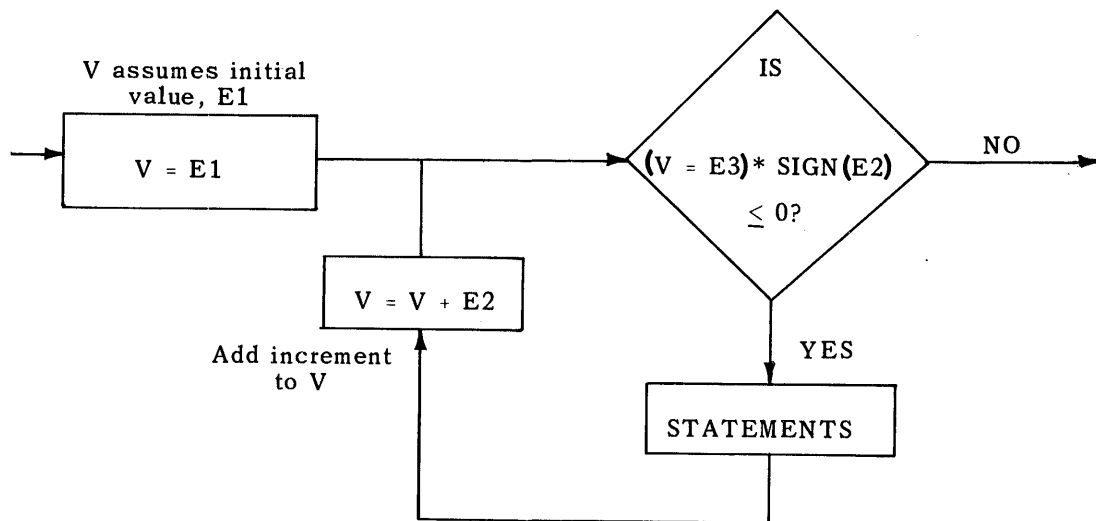 V assumes initial
value, E1
V = E1
IS
(V = E3)* SIGN(E2)
≤ 0?
NO
V = V + E2
Add increment
to V
YES
STATEMENTS